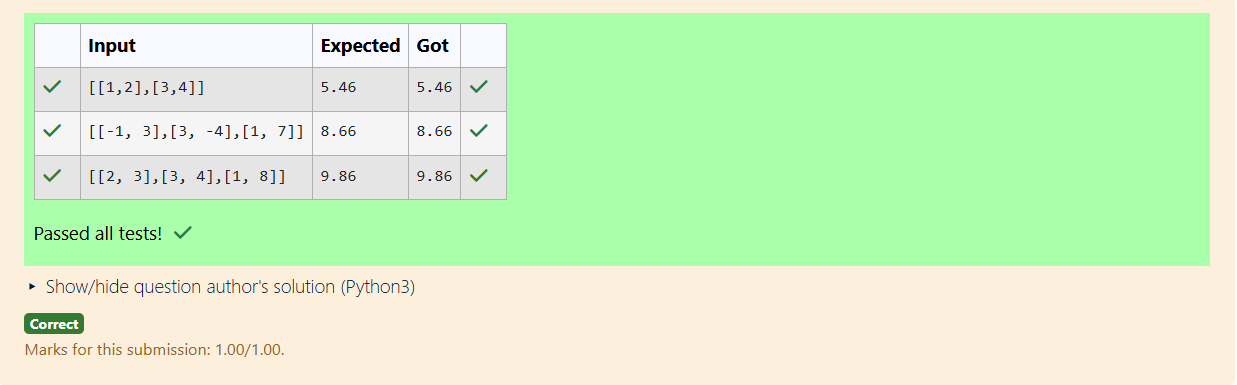 Input Expected Got
[[1,2],[3,4]] 5.46 5.46
[[-1, 3],[3, -4],[1, 7]] 8.66 8.66
[[2, 3],[3, 4],[1, 8]] 9.86 9.86
Passed all tests!
Show/hide question author's solution (Python3)
Correct
Marks for this submission: 1.00/1.00.